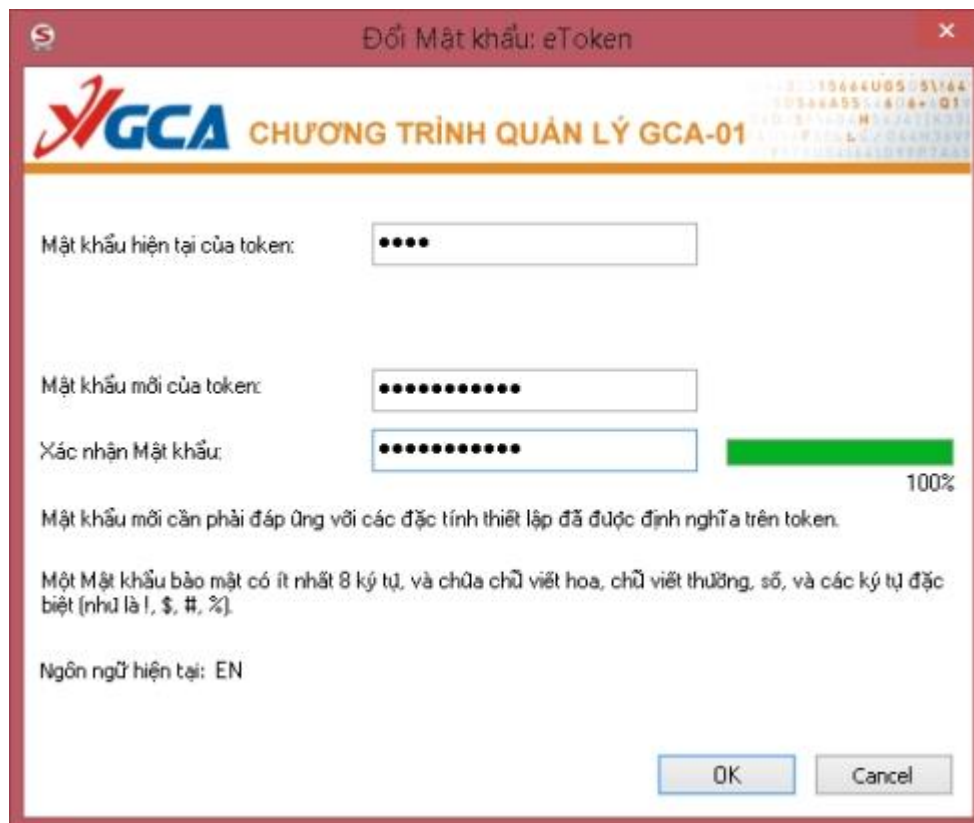 Đổi Mật khẩu: eToken
GCA CHƯƠNG TRÌNH QUẢN LÝ GCA-01
Mật khẩu hiện tại của token:
Mật khẩu mới của token:
Xác nhận Mật khẩu:
100%
Mật khẩu mới cần phải đáp ứng với các đặc tính thiết lập đã được định nghĩa trên token.
Một Mật khẩu bảo mật có ít nhất 8 ký tự, và chứa chữ viết hoa, chữ viết thường, số, và các ký tự đặc
biệt (như là !, $, #, %).
Ngôn ngữ hiện tại: EN
OK Cancel